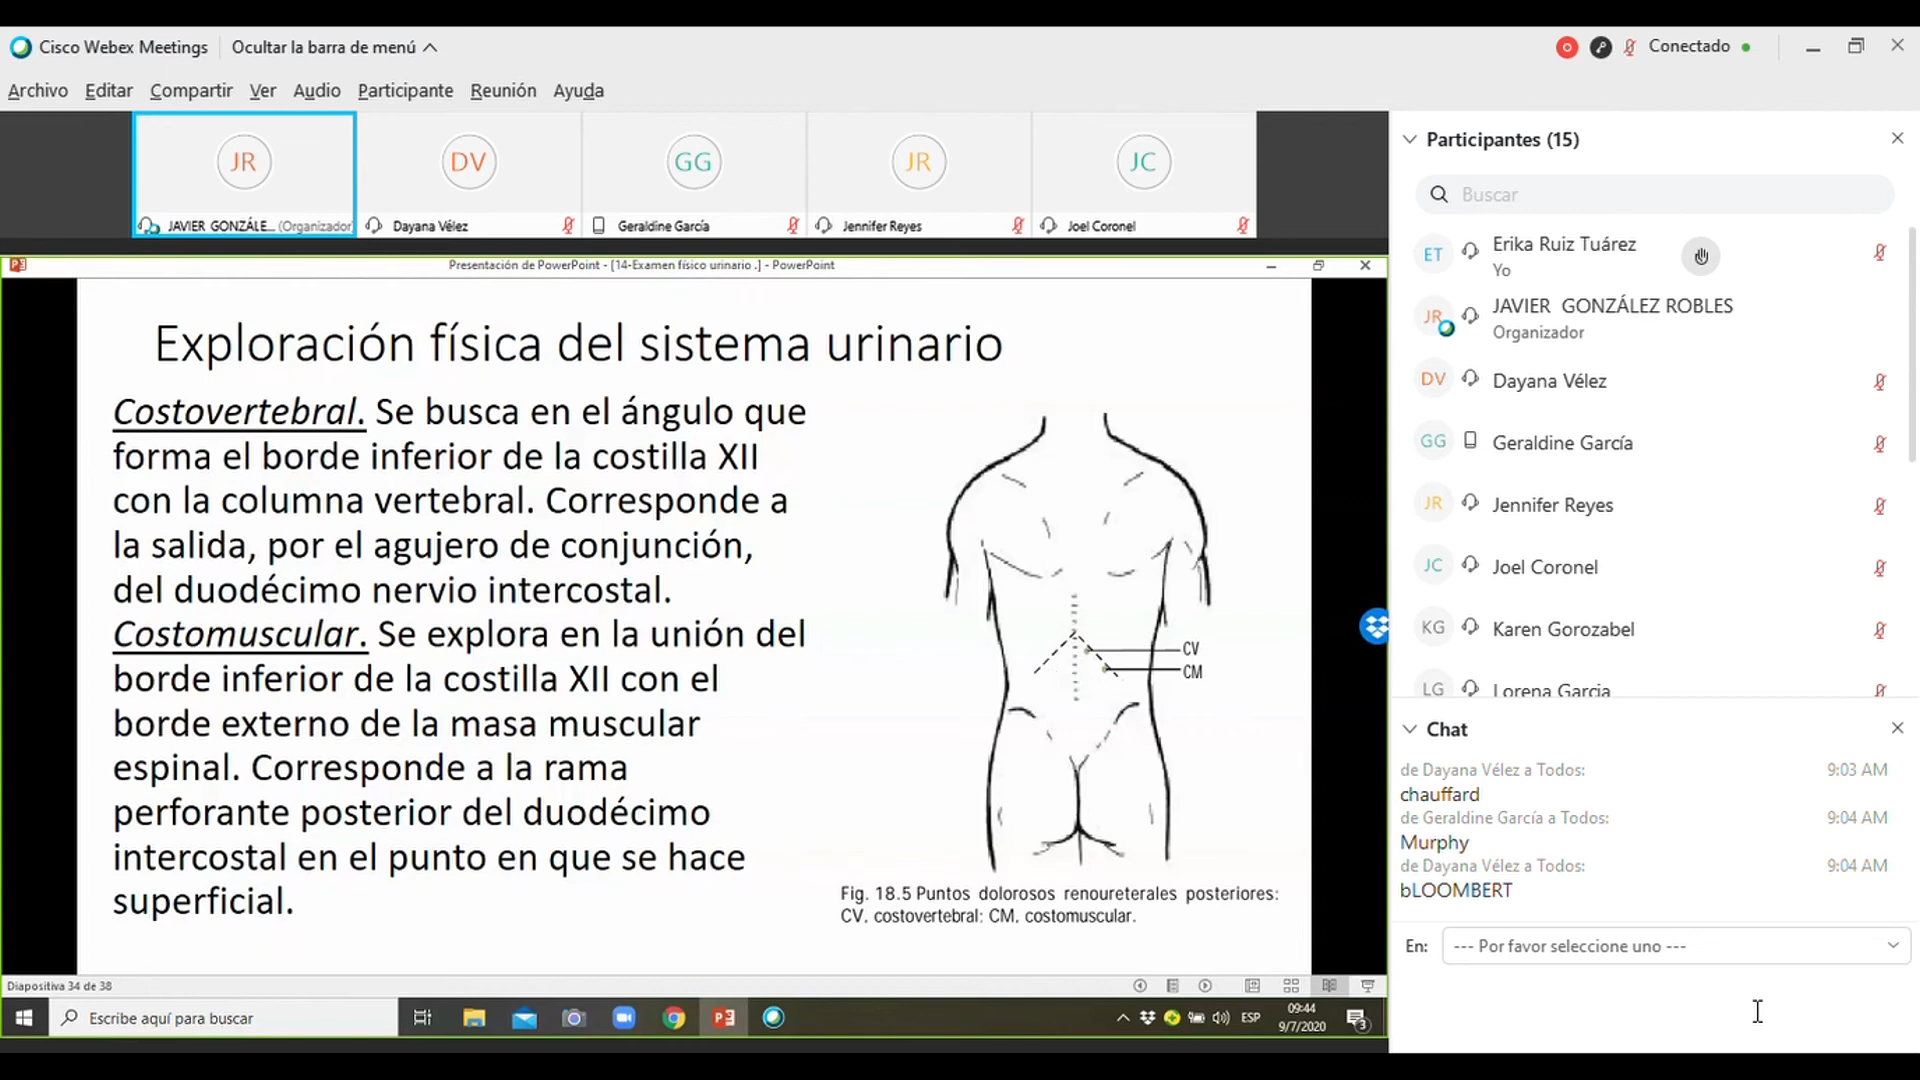 Cisco Webex Meetings
Ocultar la barra de menú
Conectado
Archivo Editar Compartir Ver Audio Participante Reunión Ayuda
JR
DV
GG
JR
JC
JAVIER GONZÁLE... (Organizador)
Dayana Vélez
Geraldine García
Jennifer Reyes
Joel Coronel
Presentación de PowerPoint - [14-Examen físico urinario .] - PowerPoint
Exploración física del sistema urinario
Costovertebral. Se busca en el ángulo que
forma el borde inferior de la costilla XII
con la columna vertebral. Corresponde a
la salida, por el agujero de conjunción,
del duodécimo nervio intercostal.
Costomuscular. Se explora en la unión del
borde inferior de la costilla XII con el
borde externo de la masa muscular
espinal. Corresponde a la rama
perforante posterior del duodécimo
intercostal en el punto en que se hace
superficial.
CV
CM
Fig. 18.5 Puntos dolorosos renoureterales posteriores:
CV, costovertebral; CM, costomuscular.
Diapositiva 34 de 38
Escribe aquí para buscar
ESP
09:44
9/7/2020
3
Participantes (15)
Buscar
ET
Erika Ruiz Tuárez
Yo
JR
JAVIER GONZÁLEZ ROBLES
Organizador
DV
Dayana Vélez
GG
Geraldine García
JR
Jennifer Reyes
JC
Joel Coronel
KG
Karen Gorozabel
LG
Lorena Garcia
Chat
de Dayana Vélez a Todos: 9:03 AM
chauffard
de Geraldine García a Todos: 9:04 AM
Murphy
de Dayana Vélez a Todos: 9:04 AM
bLOOMBERT
En: --- Por favor seleccione uno ---